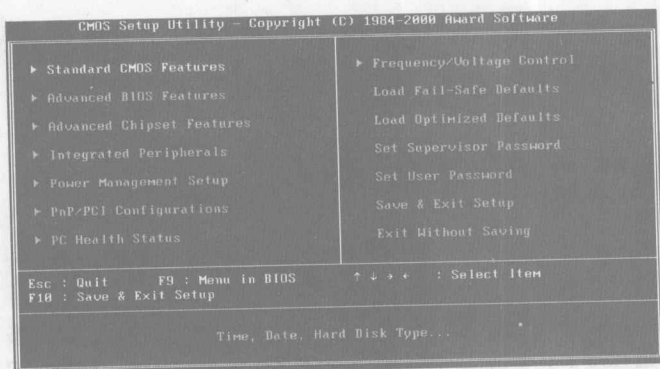 CMOS Setup Utility – Copyright (C) 1984-2000 Award Software
▶ Standard CMOS Features
▶ Advanced BIOS Features
▶ Advanced Chipset Features
▶ Integrated Peripherals
▶ Power Management Setup
▶ PnP/PCI Configurations
▶ PC Health Status
▶ Frequency/Voltage Control
Load Fail-Safe Defaults
Load Optimized Defaults
Set Supervisor Password
Set User Password
Save & Exit Setup
Exit Without Saving
Esc : Quit F9 : Menu in BIOS ↑ ↓ → ← : Select Item
F10 : Save & Exit Setup
Time, Date, Hard Disk Type...